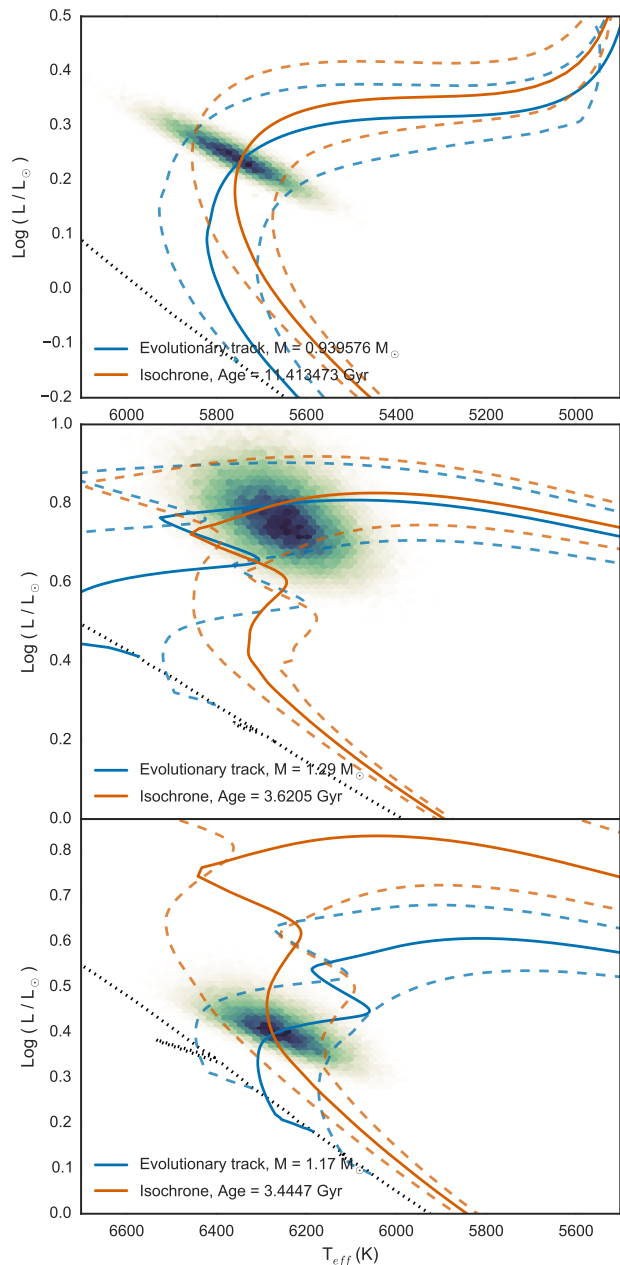 0.5
0.4
0.3
0.2
0.1
0.0
−0.1
−0.2
Log ( L / L☉ )
Evolutionary track, M = 0.939576 M☉
Isochrone, Age = 11.413473 Gyr
6000 5800 5600 5400 5200 5000
1.0
0.8
0.6
0.4
0.2
0.0
Log ( L / L☉ )
Evolutionary track, M = 1.29 M☉
Isochrone, Age = 3.6205 Gyr
0.8
0.7
0.6
0.5
0.4
0.3
0.2
0.1
0.0
Log ( L / L☉ )
Evolutionary track, M = 1.17 M☉
Isochrone, Age = 3.4447 Gyr
6600 6400 6200 6000 5800 5600
T_eff (K)